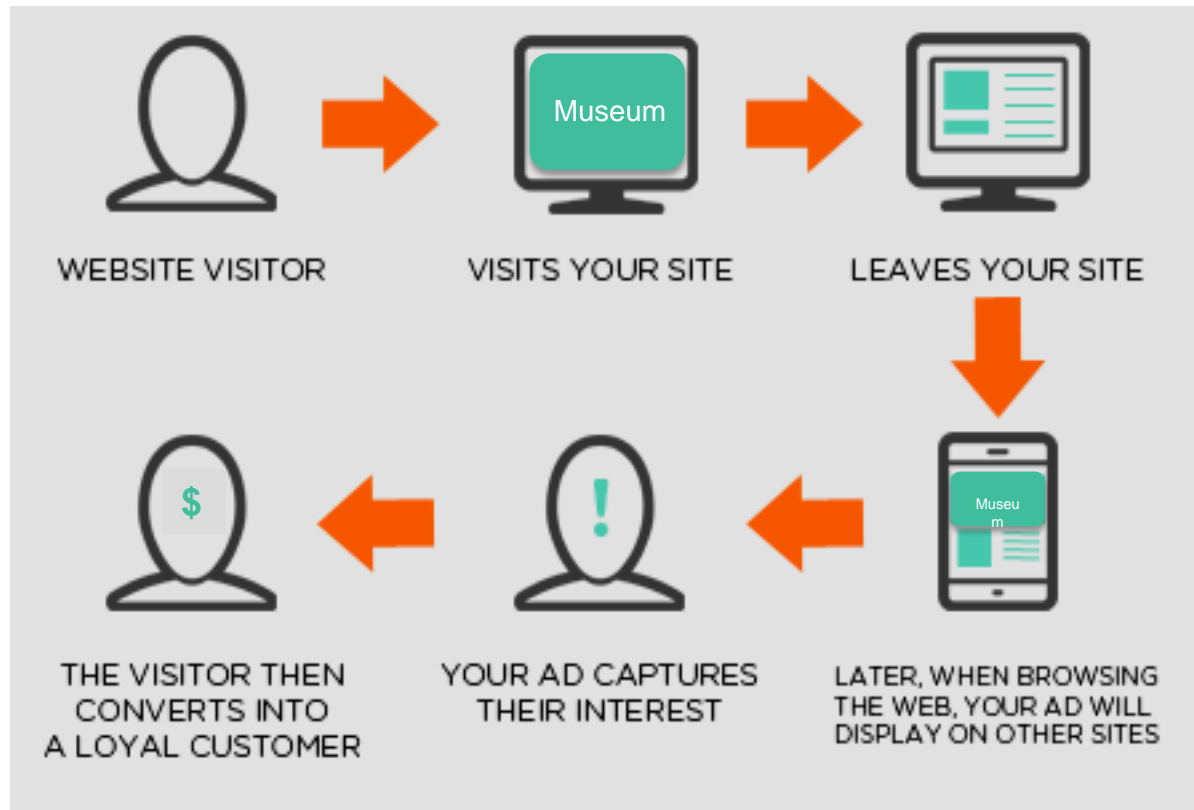 Museum
WEBSITE VISITOR
VISITS YOUR SITE
LEAVES YOUR SITE
Museu
m
LATER, WHEN BROWSING
THE WEB, YOUR AD WILL
DISPLAY ON OTHER SITES
!
YOUR AD CAPTURES
THEIR INTEREST
$
THE VISITOR THEN
CONVERTS INTO
A LOYAL CUSTOMER